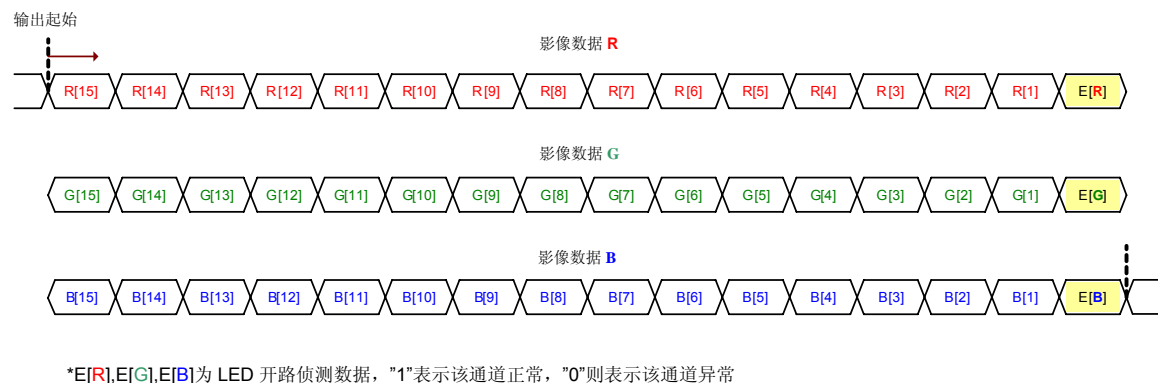 输出起始
影像数据 R
R[15] R[14] R[13] R[12] R[11] R[10] R[9] R[8] R[7] R[6] R[5] R[4] R[3] R[2] R[1] E[R]
影像数据 G
G[15] G[14] G[13] G[12] G[11] G[10] G[9] G[8] G[7] G[6] G[5] G[4] G[3] G[2] G[1] E[G]
影像数据 B
B[15] B[14] B[13] B[12] B[11] B[10] B[9] B[8] B[7] B[6] B[5] B[4] B[3] B[2] B[1] E[B]
*E[R],E[G],E[B]为 LED 开路侦测数据，”1”表示该通道正常，”0”则表示该通道异常